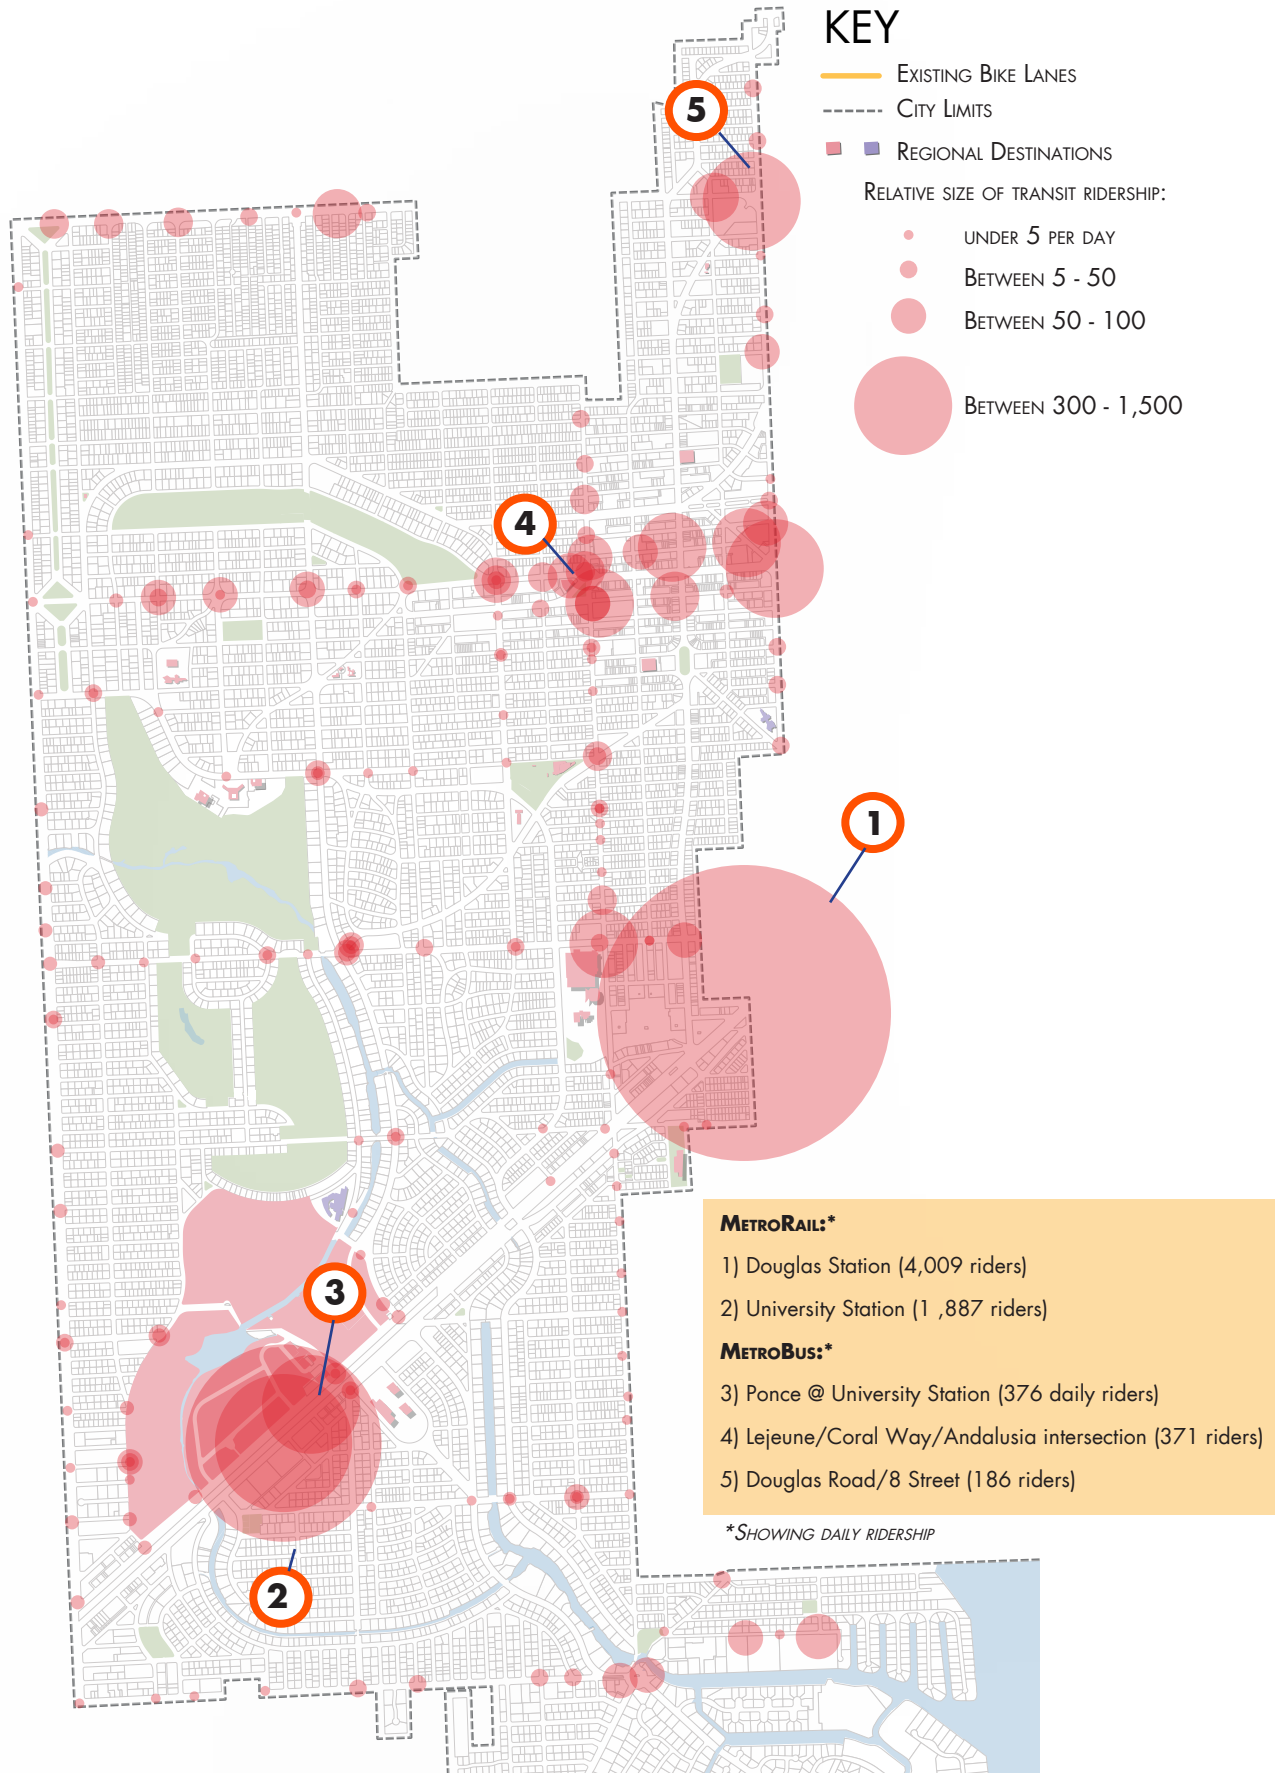 KEY
Existing Bike Lanes
City Limits
Regional Destinations
Relative size of transit ridership:
under 5 per day
Between 5 - 50
Between 50 - 100
Between 300 - 1,500
5
4
1
3
2
MetroRail:*
1) Douglas Station (4,009 riders)
2) University Station (1 ,887 riders)
MetroBus:*
3) Ponce @ University Station (376 daily riders)
4) Lejeune/Coral Way/Andalusia intersection (371 riders)
5) Douglas Road/8 Street (186 riders)
*Showing daily ridership